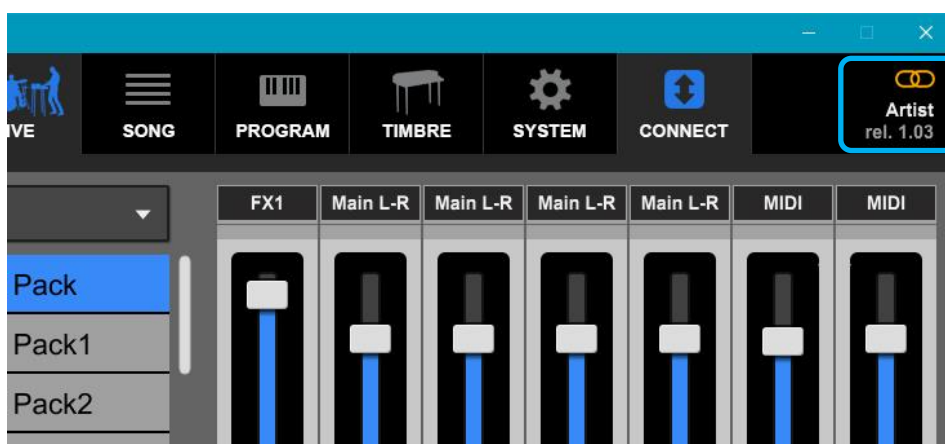 IVE
SONG
PROGRAM
TIMBRE
SYSTEM
CONNECT
Artist
rel. 1.03
FX1
Main L-R
Main L-R
Main L-R
Main L-R
MIDI
MIDI
Pack
Pack1
Pack2